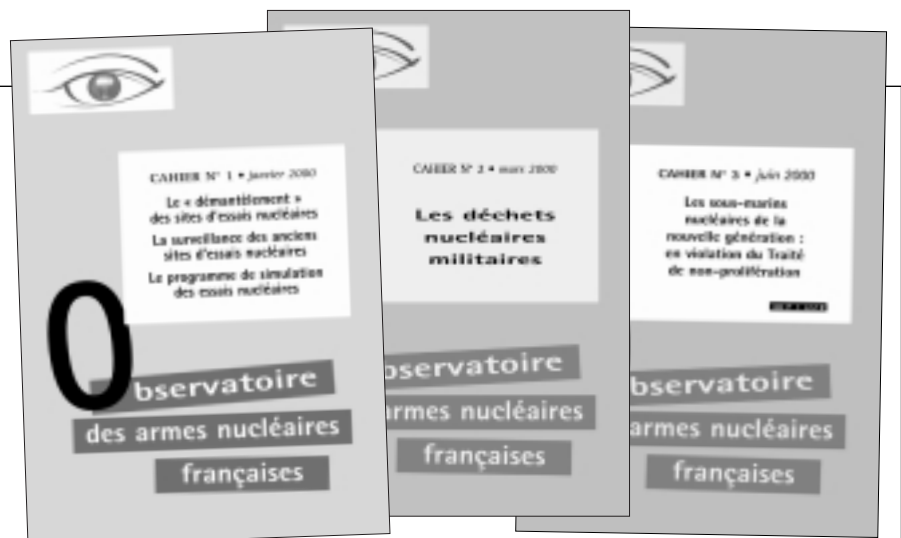 CAHIER N° 1 • janvier 2000
Le « démantèlement »
des sites d'essais nucléaires
La surveillance des anciens
sites d'essais nucléaires
Le programme de simulation
des essais nucléaires
Observatoire
des armes nucléaires
françaises
CAHIER N° 2 • mars 2000
Les déchets
nucléaires
militaires
bservatoire
armes nucléaires
françaises
CAHIER N° 3 • juin 2000
Les sous-marins
nucléaires de la
nouvelle génération :
en violation du Traité
de non-prolifération
bservatoire
armes nucléaires
françaises